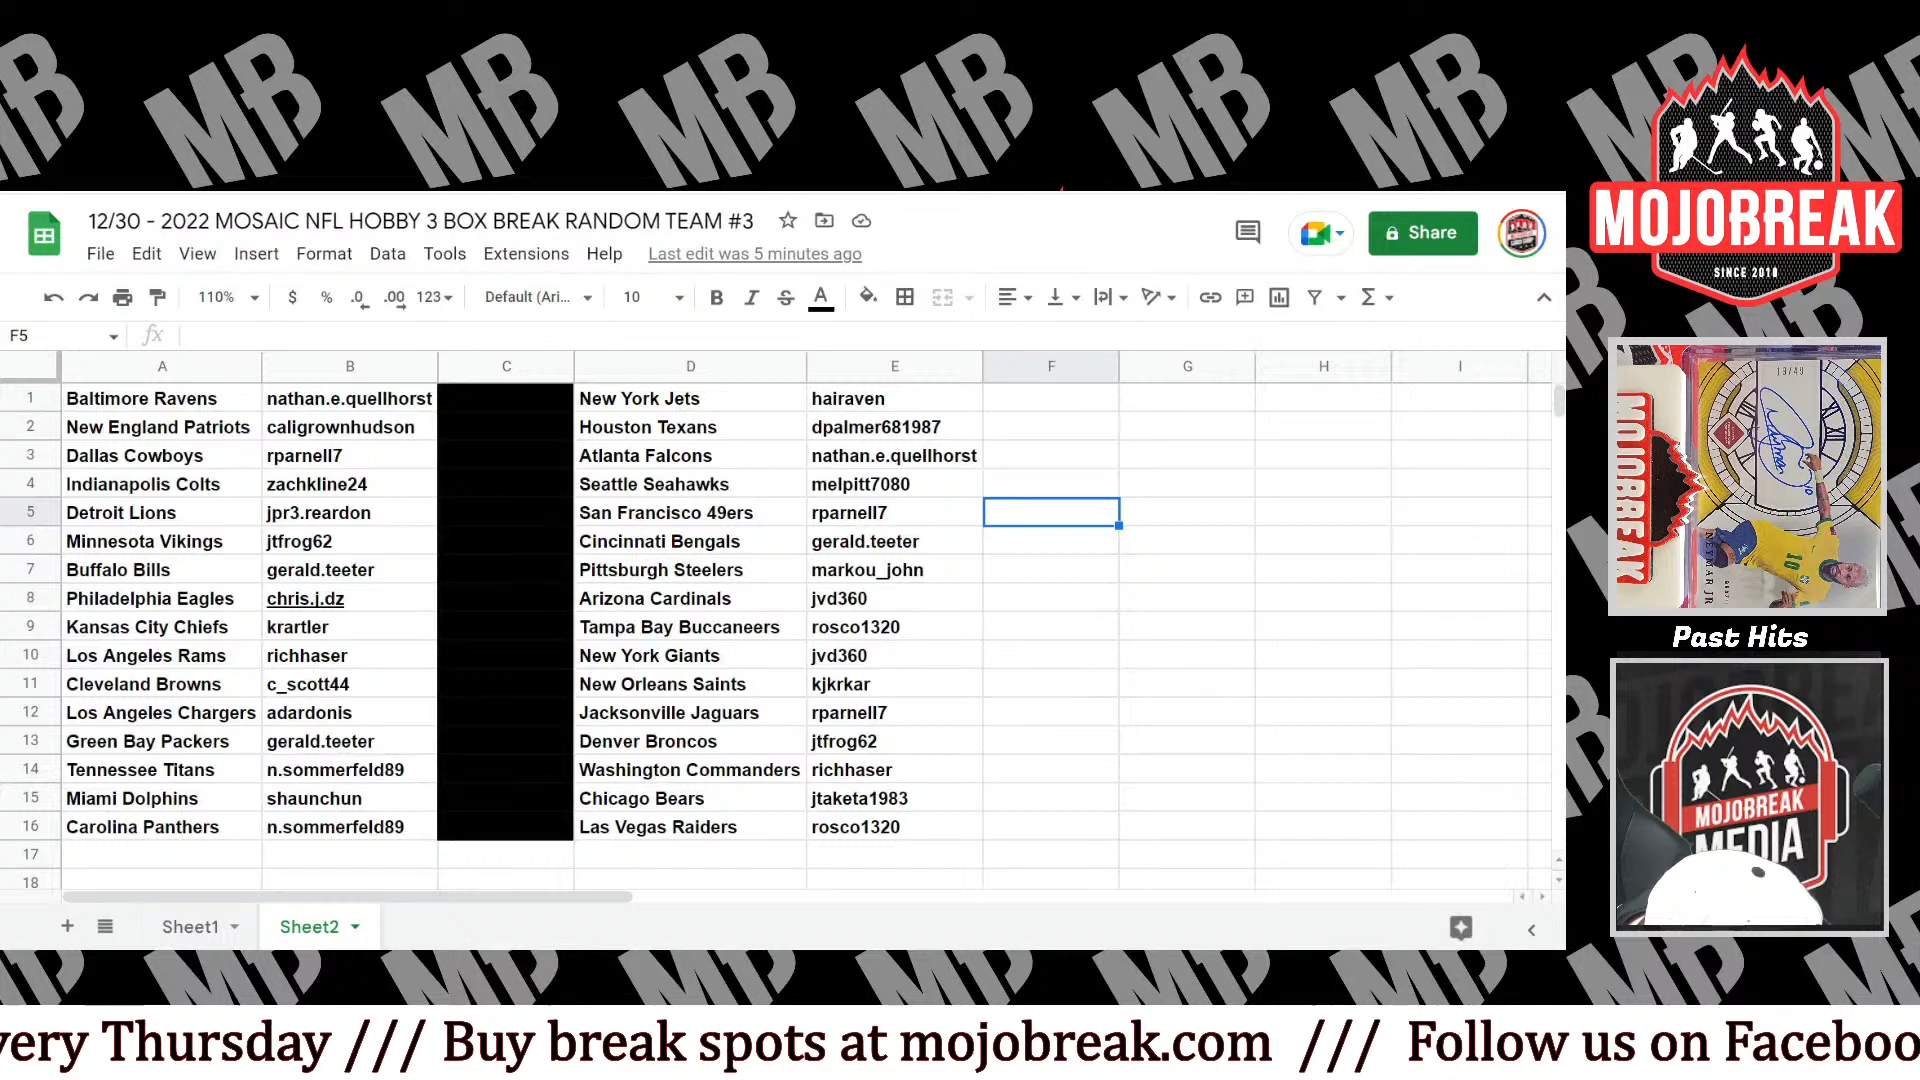 MOJOBREAK
SINCE 2010
12/30 - 2022 MOSAIC NFL HOBBY 3 BOX BREAK RANDOM TEAM #3
File Edit View Insert Format Data Tools Extensions Help Last edit was 5 minutes ago
Share
110% $ % .0 .00 123 Default (Ari... 10 B I S A
F5 fx
A B C D E F G H I
1 Baltimore Ravens nathan.e.quellhorst New York Jets hairaven
2 New England Patriots caligrownhudson Houston Texans dpalmer681987
3 Dallas Cowboys rparnell7 Atlanta Falcons nathan.e.quellhorst
4 Indianapolis Colts zachkline24 Seattle Seahawks melpitt7080
5 Detroit Lions jpr3.reardon San Francisco 49ers rparnell7
6 Minnesota Vikings jtfrog62 Cincinnati Bengals gerald.teeter
7 Buffalo Bills gerald.teeter Pittsburgh Steelers markou_john
8 Philadelphia Eagles chris.j.dz Arizona Cardinals jvd360
9 Kansas City Chiefs krartler Tampa Bay Buccaneers rosco1320
10 Los Angeles Rams richhaser New York Giants jvd360
11 Cleveland Browns c_scott44 New Orleans Saints kjkrkar
12 Los Angeles Chargers adardonis Jacksonville Jaguars rparnell7
13 Green Bay Packers gerald.teeter Denver Broncos jtfrog62
14 Tennessee Titans n.sommerfeld89 Washington Commanders richhaser
15 Miami Dolphins shaunchun Chicago Bears jtaketa1983
16 Carolina Panthers n.sommerfeld89 Las Vegas Raiders rosco1320
17
18
Sheet1 Sheet2
MOJOBREAK
NEYMAR JR
Past Hits
MOJOBREAK
MEDIA
very Thursday /// Buy break spots at mojobreak.com /// Follow us on Faceboo